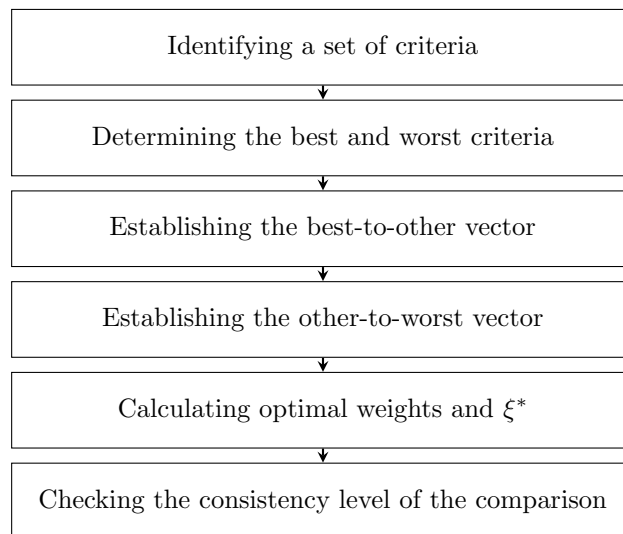 Identifying a set of criteria
Determining the best and worst criteria
Establishing the best-to-other vector
Establishing the other-to-worst vector
Calculating optimal weights and ξ*
Checking the consistency level of the comparison